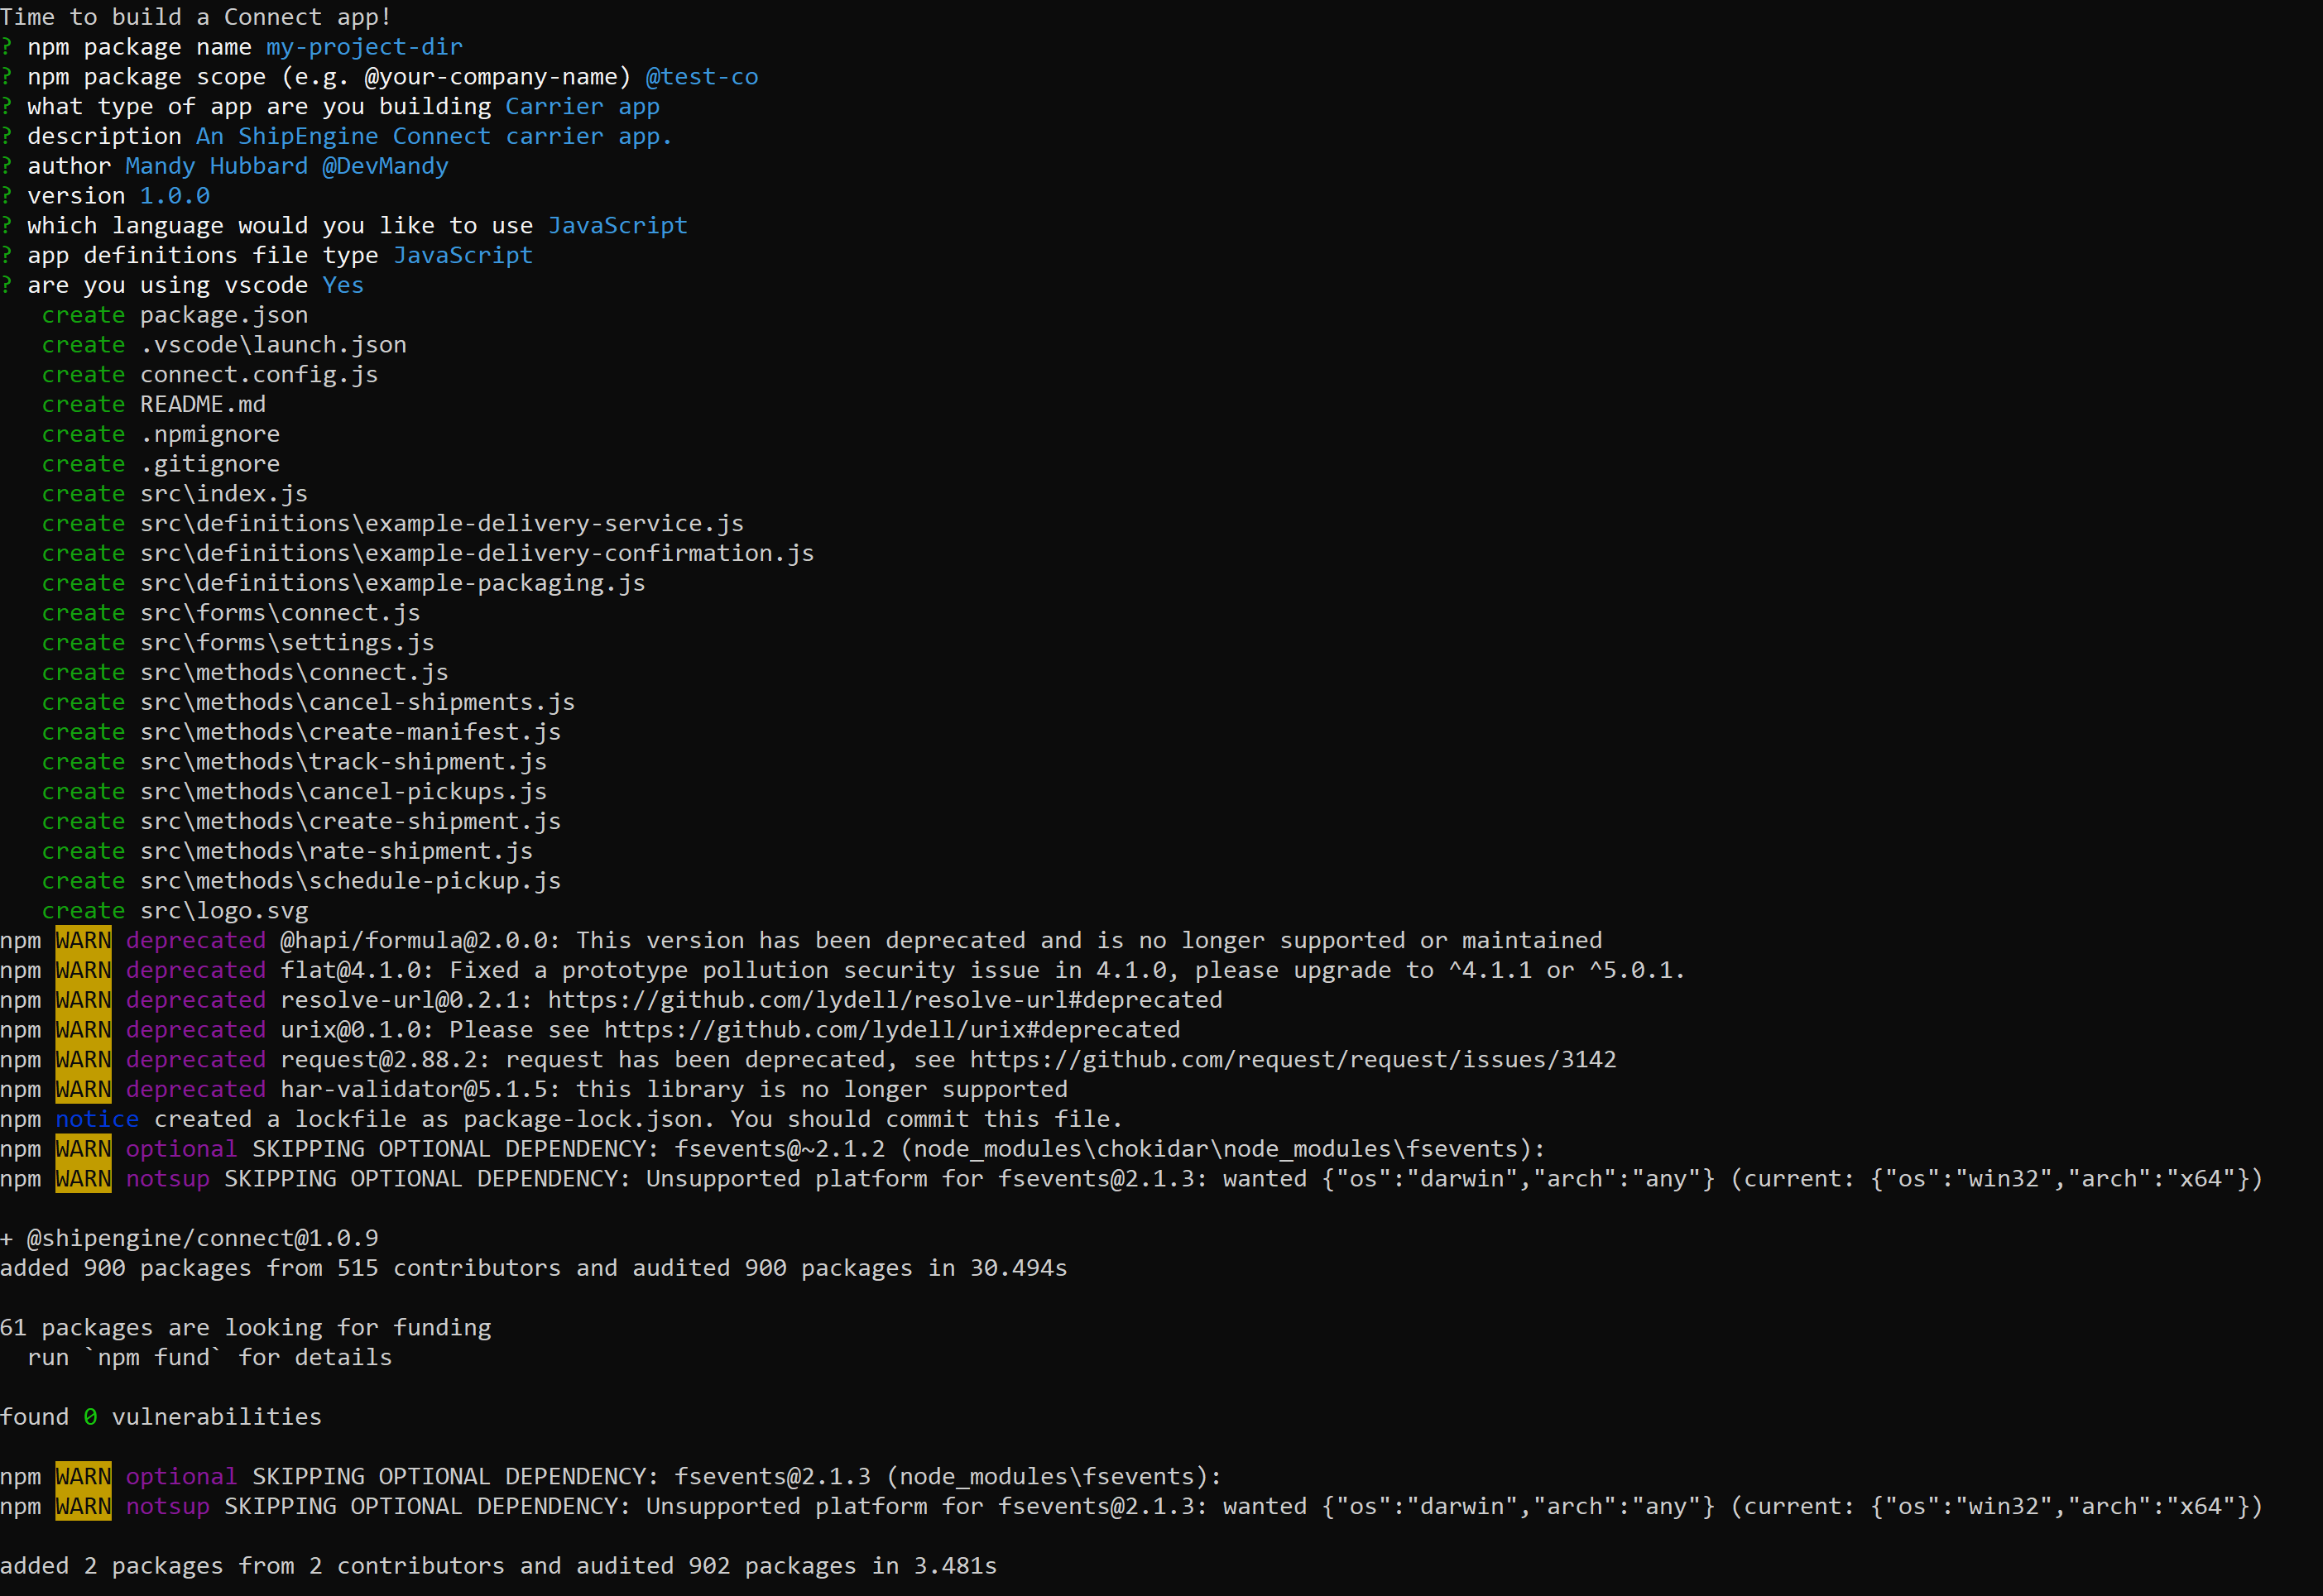 Time to build a Connect app!
? npm package name my-project-dir
? npm package scope (e.g. @your-company-name) @test-co
? what type of app are you building Carrier app
? description An ShipEngine Connect carrier app.
? author Mandy Hubbard @DevMandy
? version 1.0.0
? which language would you like to use JavaScript
? app definitions file type JavaScript
? are you using vscode Yes
   create package.json
   create .vscode\launch.json
   create connect.config.js
   create README.md
   create .npmignore
   create .gitignore
   create src\index.js
   create src\definitions\example-delivery-service.js
   create src\definitions\example-delivery-confirmation.js
   create src\definitions\example-packaging.js
   create src\forms\connect.js
   create src\forms\settings.js
   create src\methods\connect.js
   create src\methods\cancel-shipments.js
   create src\methods\create-manifest.js
   create src\methods\track-shipment.js
   create src\methods\cancel-pickups.js
   create src\methods\create-shipment.js
   create src\methods\rate-shipment.js
   create src\methods\schedule-pickup.js
   create src\logo.svg
npm WARN deprecated @hapi/formula@2.0.0: This version has been deprecated and is no longer supported or maintained
npm WARN deprecated flat@4.1.0: Fixed a prototype pollution security issue in 4.1.0, please upgrade to ^4.1.1 or ^5.0.1.
npm WARN deprecated resolve-url@0.2.1: https://github.com/lydell/resolve-url#deprecated
npm WARN deprecated urix@0.1.0: Please see https://github.com/lydell/urix#deprecated
npm WARN deprecated request@2.88.2: request has been deprecated, see https://github.com/request/request/issues/3142
npm WARN deprecated har-validator@5.1.5: this library is no longer supported
npm notice created a lockfile as package-lock.json. You should commit this file.
npm WARN optional SKIPPING OPTIONAL DEPENDENCY: fsevents@~2.1.2 (node_modules\chokidar\node_modules\fsevents):
npm WARN notsup SKIPPING OPTIONAL DEPENDENCY: Unsupported platform for fsevents@2.1.3: wanted {"os":"darwin","arch":"any"} (current: {"os":"win32","arch":"x64"})

+ @shipengine/connect@1.0.9
added 900 packages from 515 contributors and audited 900 packages in 30.494s

61 packages are looking for funding
  run `npm fund` for details

found 0 vulnerabilities

npm WARN optional SKIPPING OPTIONAL DEPENDENCY: fsevents@2.1.3 (node_modules\fsevents):
npm WARN notsup SKIPPING OPTIONAL DEPENDENCY: Unsupported platform for fsevents@2.1.3: wanted {"os":"darwin","arch":"any"} (current: {"os":"win32","arch":"x64"})

added 2 packages from 2 contributors and audited 902 packages in 3.481s